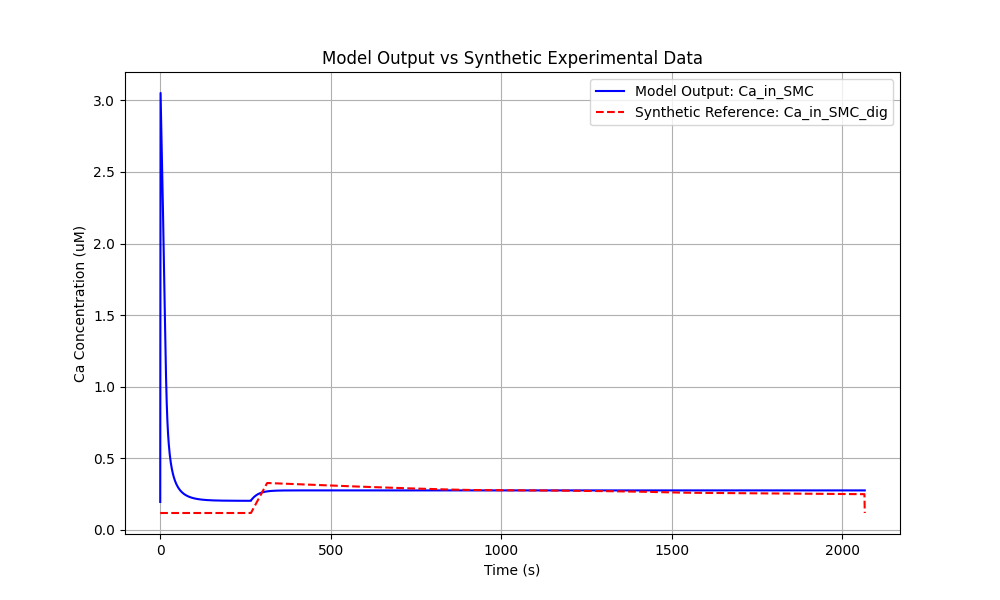 Model Output vs Synthetic Experimental Data
Model Output: Ca_in_SMC
Synthetic Reference: Ca_in_SMC_dig
Ca Concentration (uM)
3.0
2.5
2.0
1.5
1.0
0.5
0.0
0 500 1000 1500 2000
Time (s)